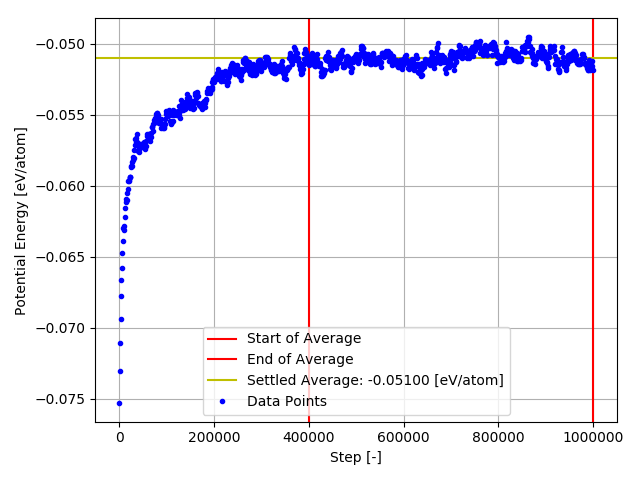 −0.050
−0.055
−0.060
−0.065
−0.070
−0.075
Potential Energy [eV/atom]
Start of Average
End of Average
Settled Average: -0.05100 [eV/atom]
Data Points
0 200000 400000 600000 800000 1000000
Step [-]